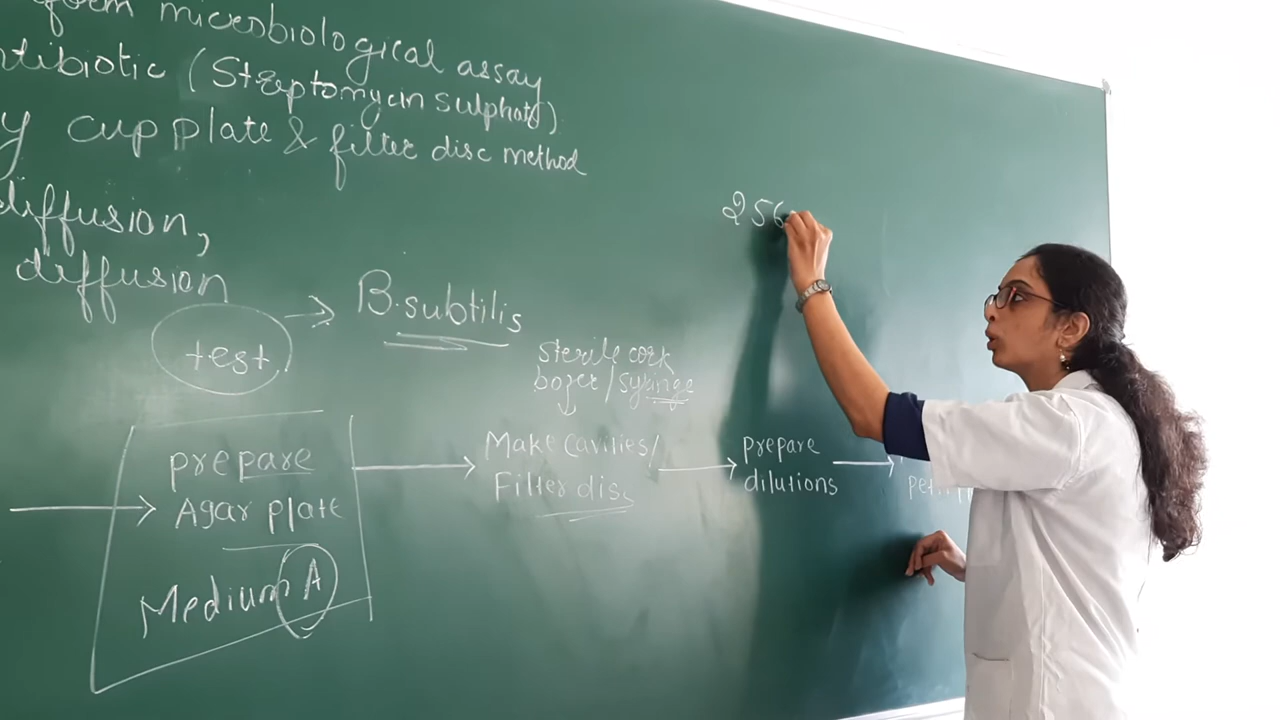 form microbiological assay
ntibiotic (Streptomycin sulphate)
y cup plate & filter disc method
diffusion,
diffusion
test → B.subtilis
Sterile cork
borer/syringe
prepare
Agar plate
Medium A
Make cavities/
Filter disc
prepare
dilutions
256